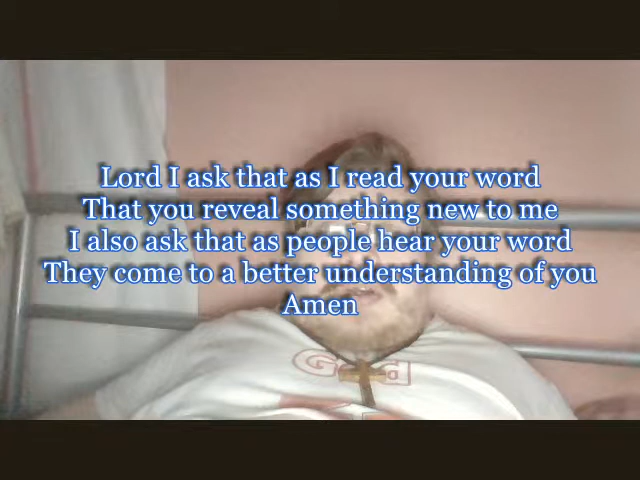 Lord I ask that as I read your word
That you reveal something new to me
I also ask that as people hear your word
They come to a better understanding of you
Amen
God